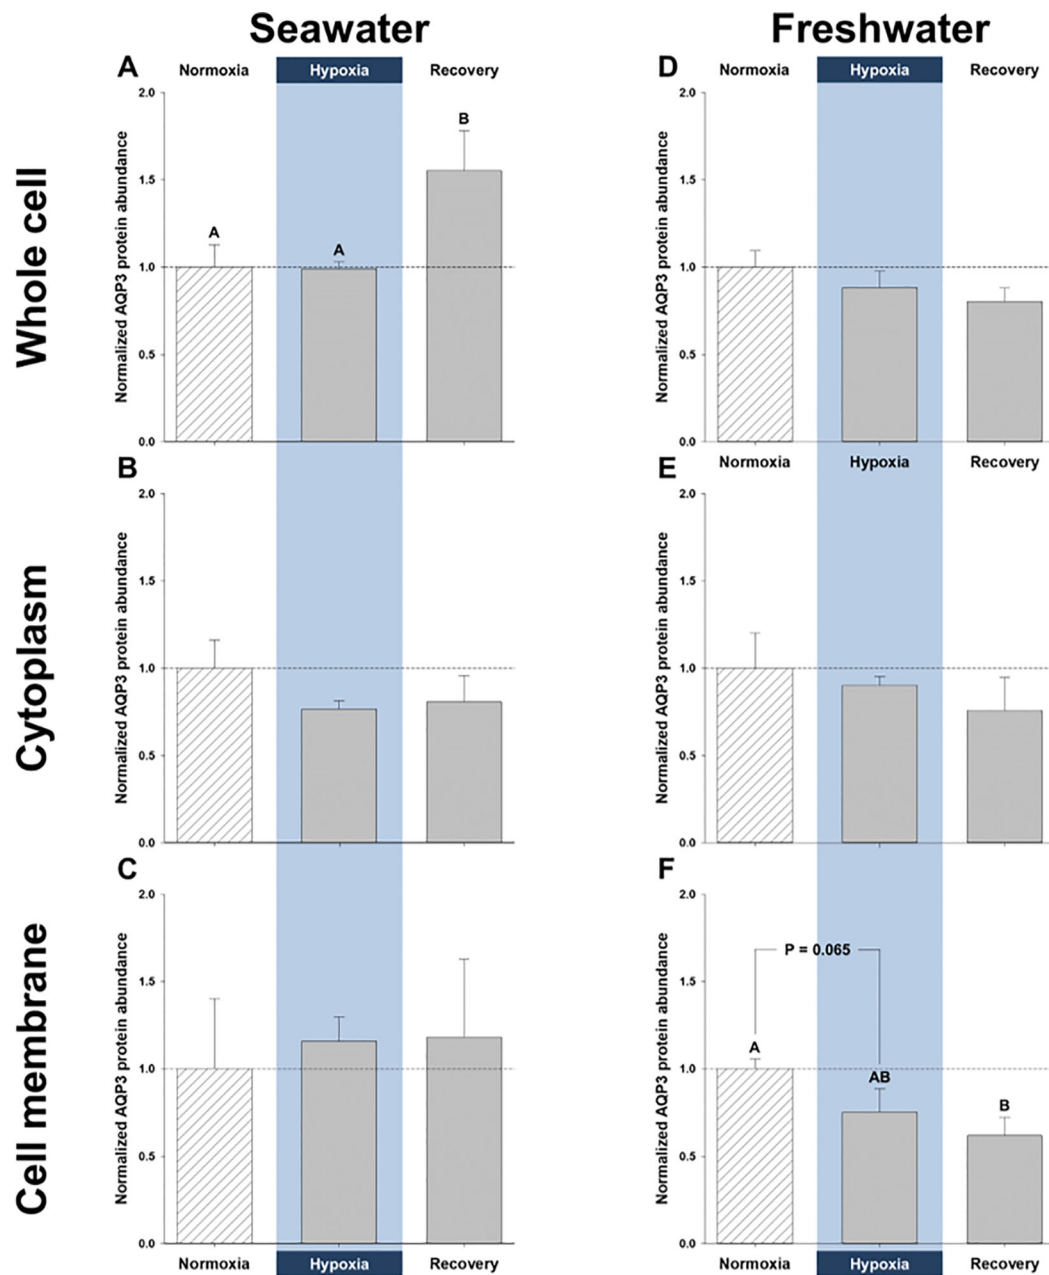 Seawater
Freshwater
Whole cell
Cytoplasm
Cell membrane
A
Normoxia
Hypoxia
Recovery
Normalized AQP3 protein abundance
2.0
1.5
1.0
0.5
0.0
A
A
B
D
Normoxia
Hypoxia
Recovery
Normalized AQP3 protein abundance
2.0
1.5
1.0
0.5
0.0
Normoxia
Hypoxia
Recovery
B
Normalized AQP3 protein abundance
2.0
1.5
1.0
0.5
0.0
E
Normalized AQP3 protein abundance
2.0
1.5
1.0
0.5
0.0
C
Normalized AQP3 protein abundance
2.0
1.5
1.0
0.5
0.0
Normoxia
Hypoxia
Recovery
F
Normalized AQP3 protein abundance
2.0
1.5
1.0
0.5
0.0
P = 0.065
A
AB
B
Normoxia
Hypoxia
Recovery